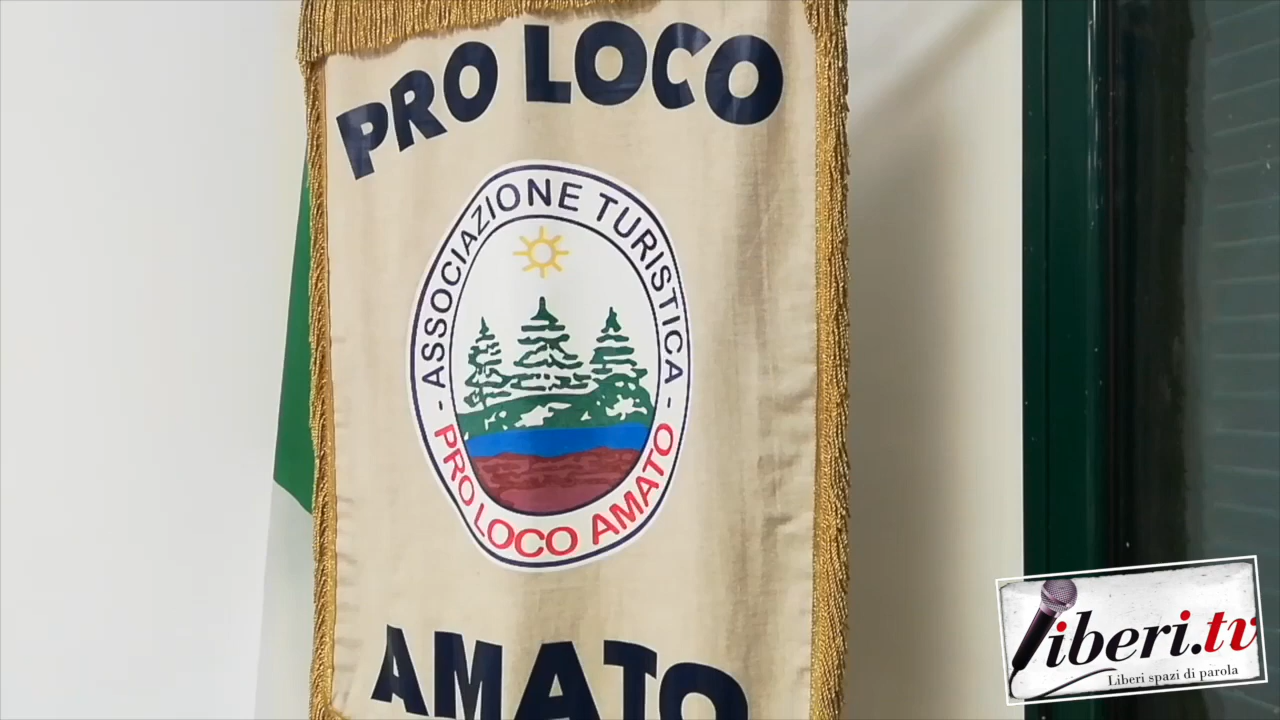 PRO LOCO
ASSOCIAZIONE TURISTICA
- PRO LOCO AMATO -
AMATO
liberi.tv
Liberi spazi di parola